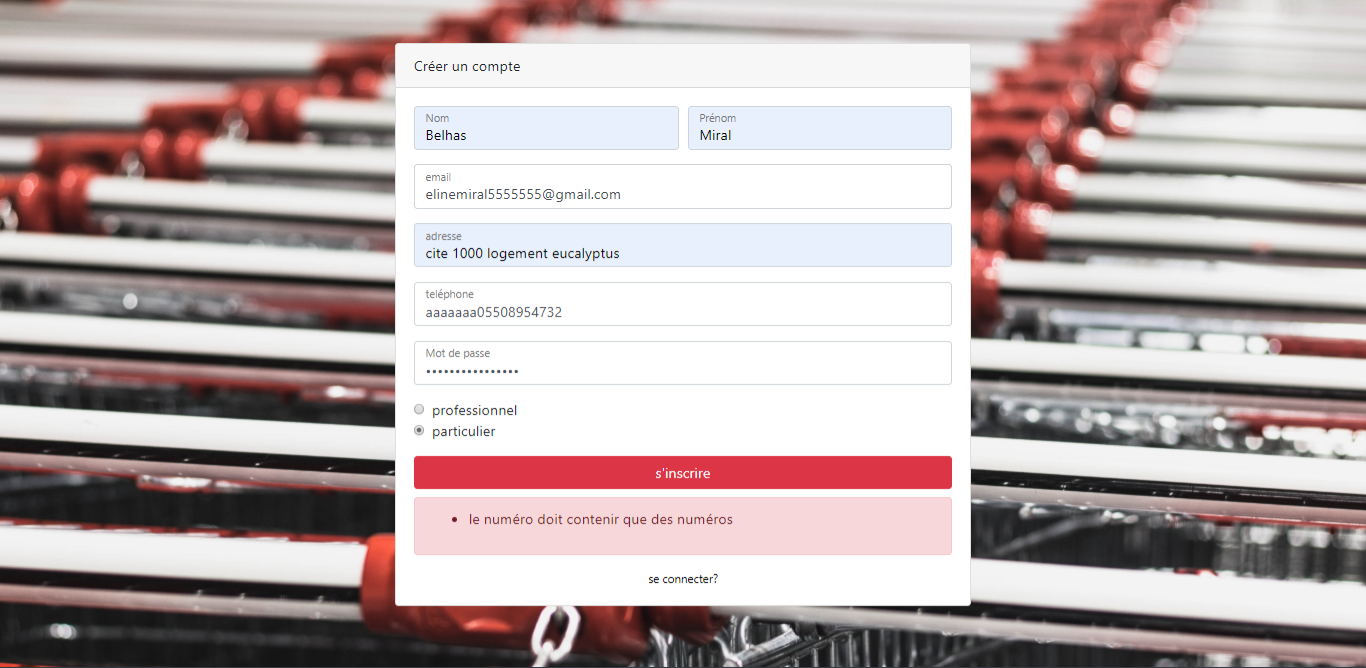 Créer un compte
Nom
Belhas
Prénom
Miral
email
elinemiral5555555@gmail.com
adresse
cite 1000 logement eucalyptus
teléphone
aaaaaaa05508954732
Mot de passe
••••••••••••••••
professionnel
particulier
s'inscrire
• le numéro doit contenir que des numéros
se connecter?